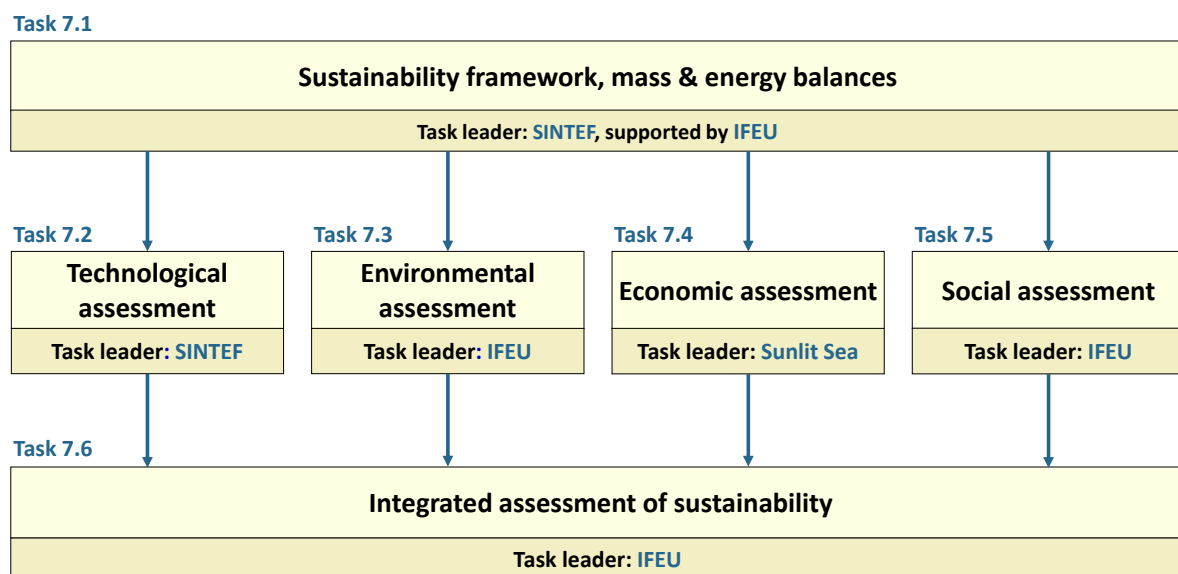 Task 7.1
Sustainability framework, mass & energy balances
Task leader: SINTEF, supported by IFEU
Task 7.2
Technological
assessment
Task leader: SINTEF
Task 7.3
Environmental
assessment
Task leader: IFEU
Task 7.4
Economic assessment
Task leader: Sunlit Sea
Task 7.5
Social assessment
Task leader: IFEU
Task 7.6
Integrated assessment of sustainability
Task leader: IFEU